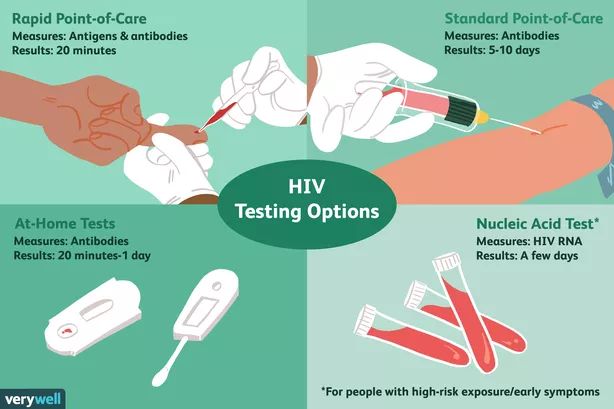 Rapid Point-of-Care
Measures: Antigens & antibodies
Results: 20 minutes
Standard Point-of-Care
Measures: Antibodies
Results: 5-10 days
HIV
Testing Options
At-Home Tests
Measures: Antibodies
Results: 20 minutes-1 day
Nucleic Acid Test*
Measures: HIV RNA
Results: A few days
*For people with high-risk exposure/early symptoms
verywell